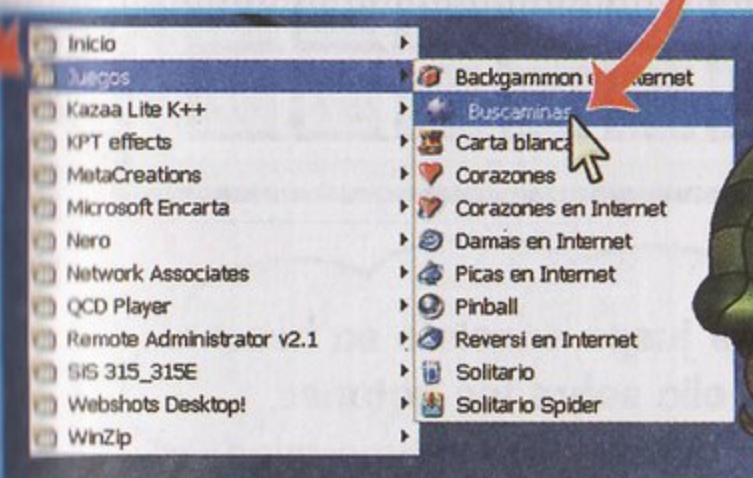 Inicio
Juegos
Kazaa Lite K++
KPT effects
MetaCreations
Microsoft Encarta
Nero
Network Associates
QCD Player
Remote Administrator v2.1
SIS 315_315E
Webshots Desktop!
WinZip
Backgammon en Internet
Buscaminas
Carta blanca
Corazones
Corazones en Internet
Damas en Internet
Picas en Internet
Pinball
Reversi en Internet
Solitario
Solitario Spider